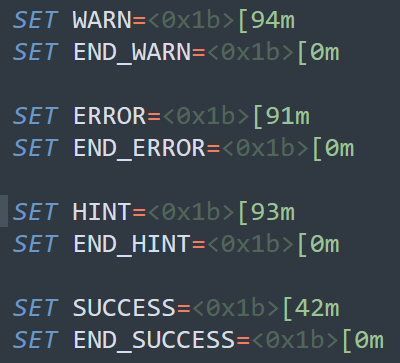 SET WARN=<0x1b>[94m
SET END_WARN=<0x1b>[0m
SET ERROR=<0x1b>[91m
SET END_ERROR=<0x1b>[0m
SET HINT=<0x1b>[93m
SET END_HINT=<0x1b>[0m
SET SUCCESS=<0x1b>[42m
SET END_SUCCESS=<0x1b>[0m